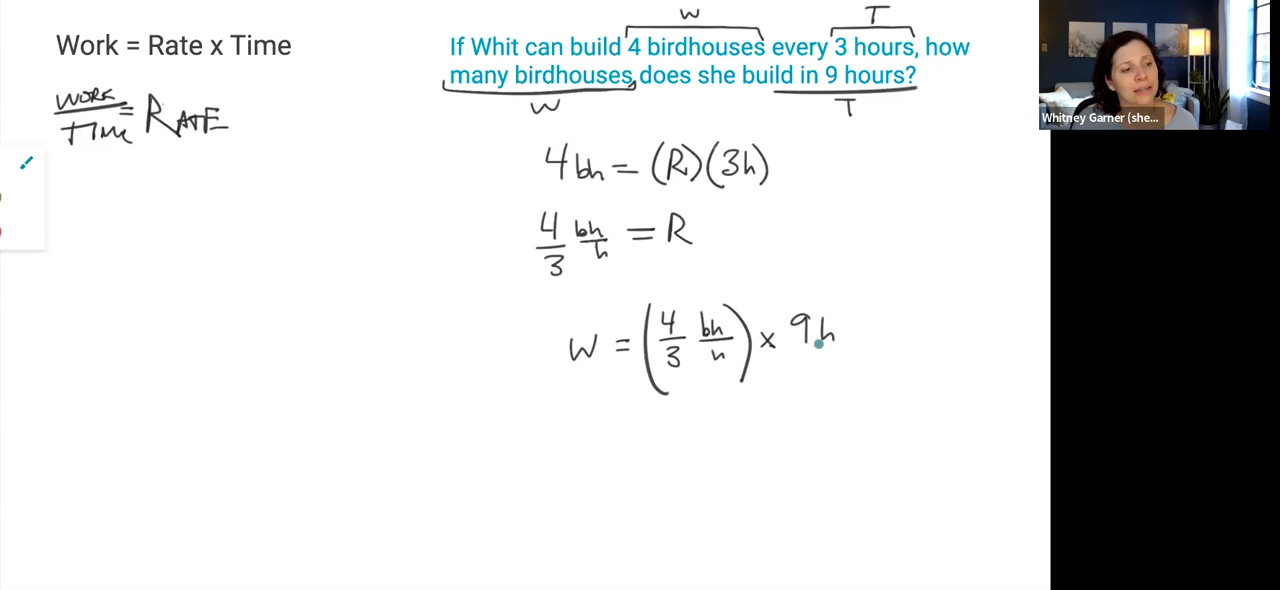 Work = Rate x Time
WORK
TIME
= RATE
W
T
If Whit can build 4 birdhouses every 3 hours, how
many birdhouses, does she build in 9 hours?
W
T
4 bh = (R)(3h)
4/3 bh/h = R
W = (4/3 bh/h) x 9h
Whitney Garner (she...